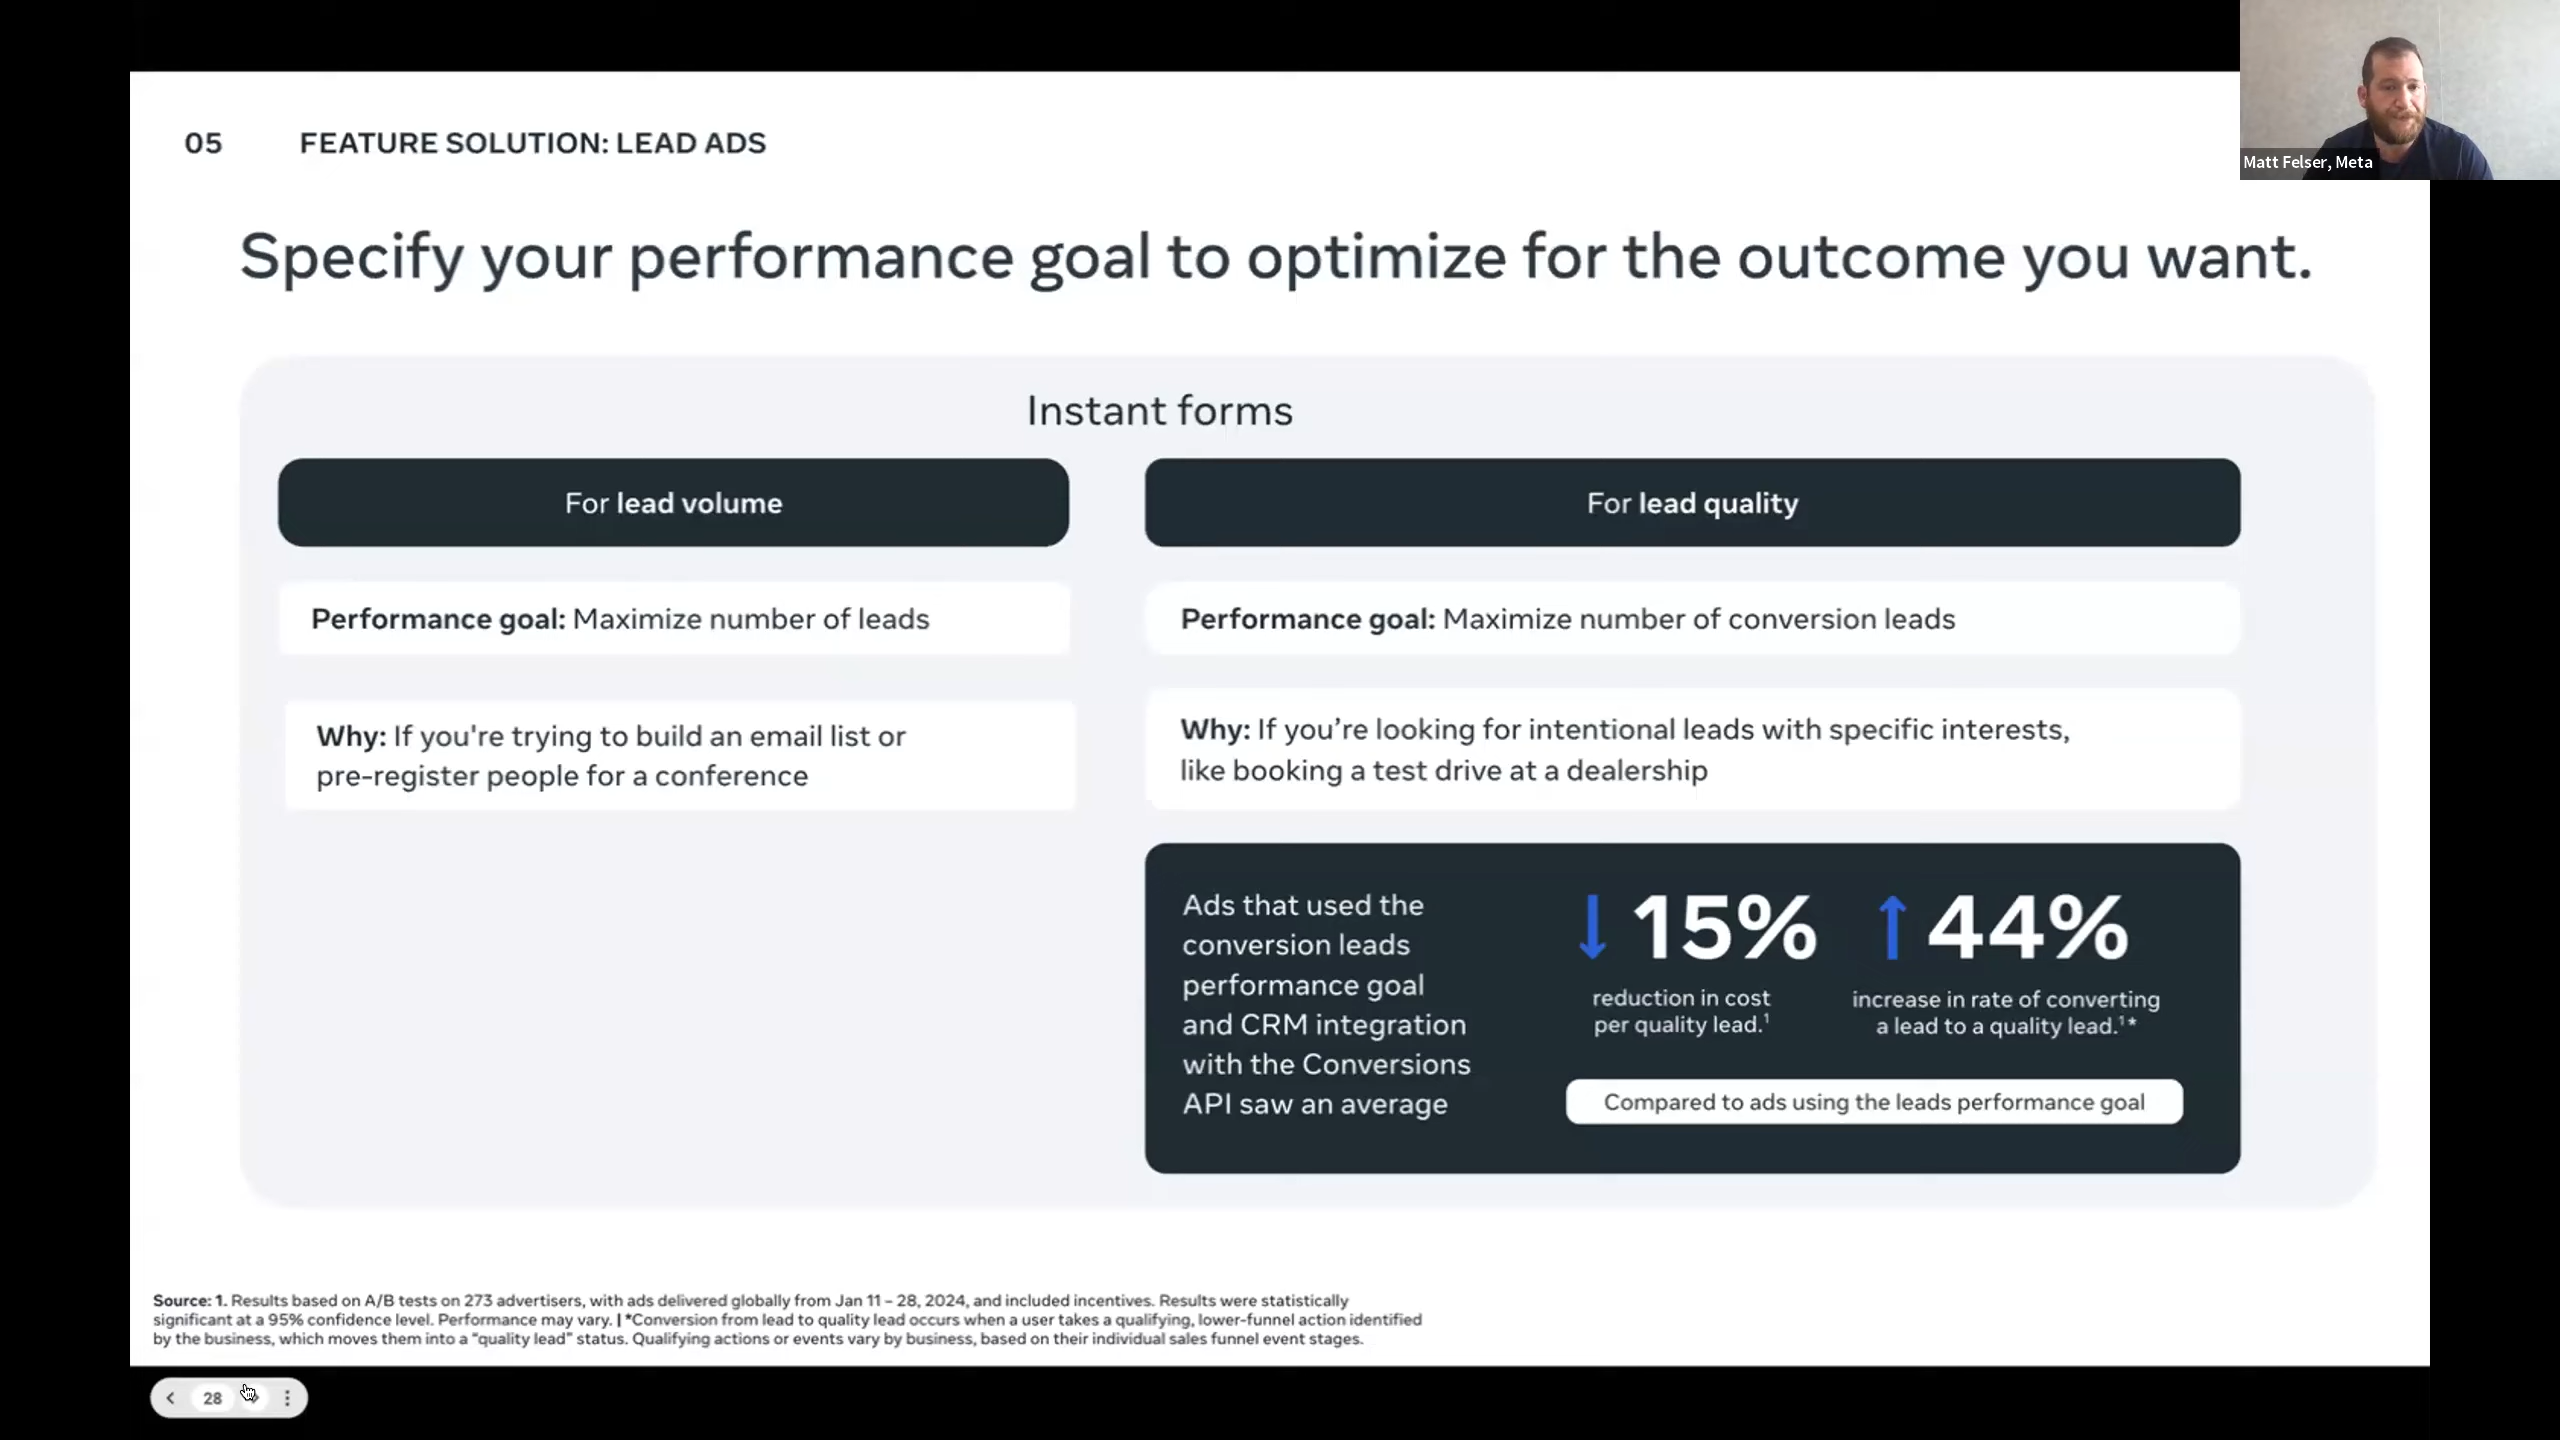 05 FEATURE SOLUTION: LEAD ADS
Matt Felser, Meta
Specify your performance goal to optimize for the outcome you want.
Instant forms
For lead volume
Performance goal: Maximize number of leads
Why: If you're trying to build an email list or
pre-register people for a conference
For lead quality
Performance goal: Maximize number of conversion leads
Why: If you’re looking for intentional leads with specific interests,
like booking a test drive at a dealership
Ads that used the
conversion leads
performance goal
and CRM integration
with the Conversions
API saw an average
↓ 15%
reduction in cost
per quality lead.¹
↑ 44%
increase in rate of converting
a lead to a quality lead.¹*
Compared to ads using the leads performance goal
Source: 1. Results based on A/B tests on 273 advertisers, with ads delivered globally from Jan 11 – 28, 2024, and included incentives. Results were statistically
significant at a 95% confidence level. Performance may vary. | *Conversion from lead to quality lead occurs when a user takes a qualifying, lower-funnel action identified
by the business, which moves them into a “quality lead” status. Qualifying actions or events vary by business, based on their individual sales funnel event stages.
28